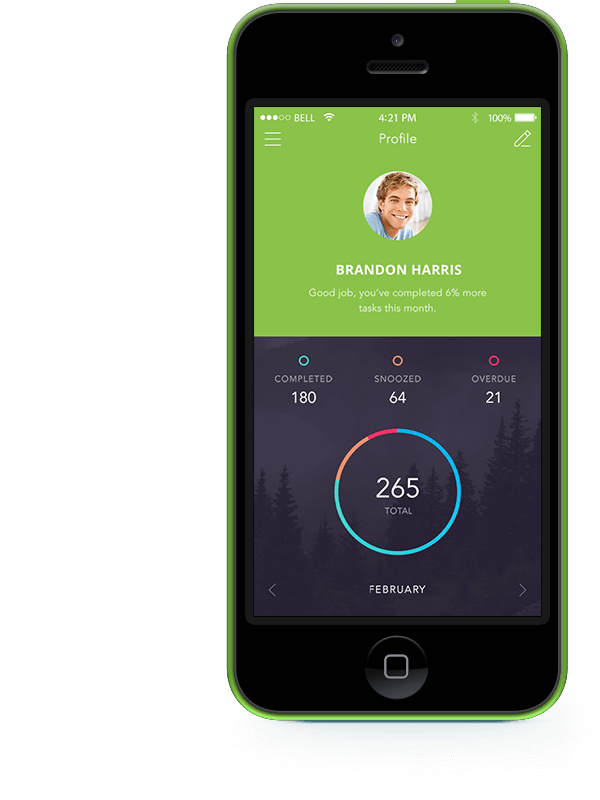 BELL 4:21 PM 100%
Profile
BRANDON HARRIS
Good job, you've completed 6% more
tasks this month.
COMPLETED SNOOZED OVERDUE
180 64 21
265
TOTAL
FEBRUARY